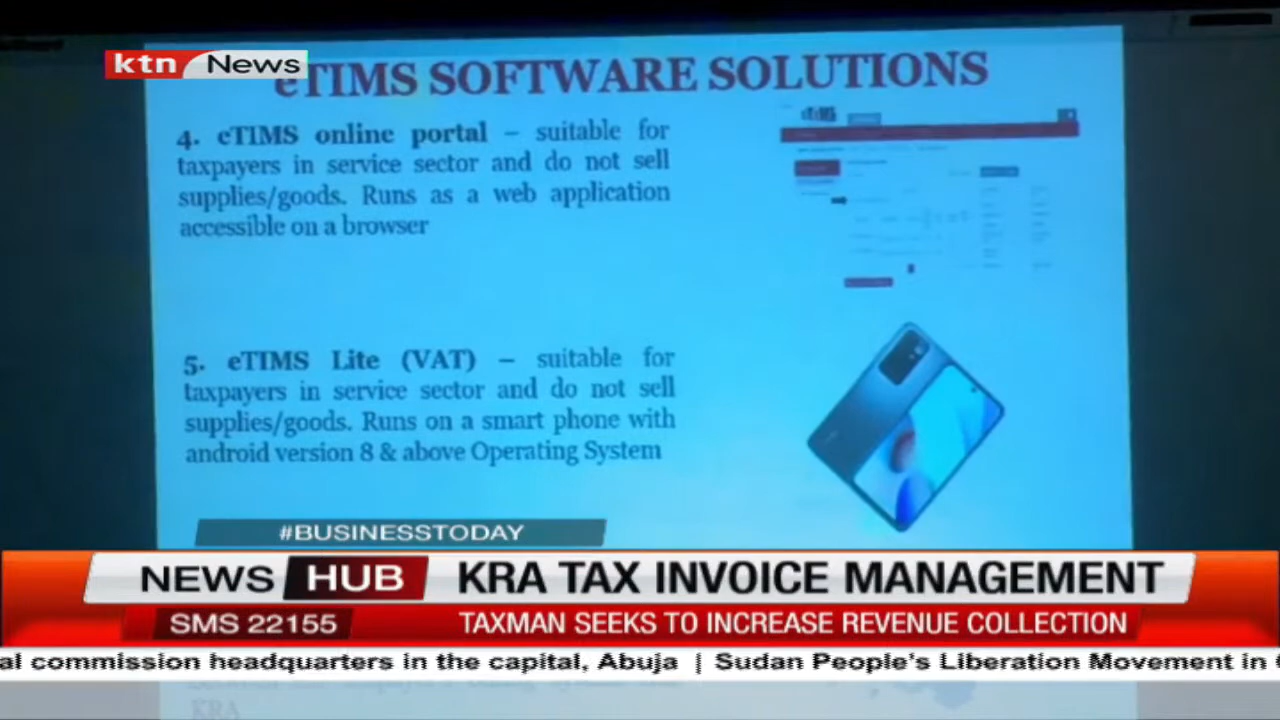 ktn News
eTIMS SOFTWARE SOLUTIONS
4. eTIMS online portal – suitable for
taxpayers in service sector and do not sell
supplies/goods. Runs as a web application
accessible on a browser
5. eTIMS Lite (VAT) – suitable for
taxpayers in service sector and do not sell
supplies/goods. Runs on a smart phone with
android version 8 & above Operating System
#BUSINESSTODAY
NEWS HUB
KRA TAX INVOICE MANAGEMENT
SMS 22155
TAXMAN SEEKS TO INCREASE REVENUE COLLECTION
al commission headquarters in the capital, Abuja | Sudan People's Liberation Movement in
KRA